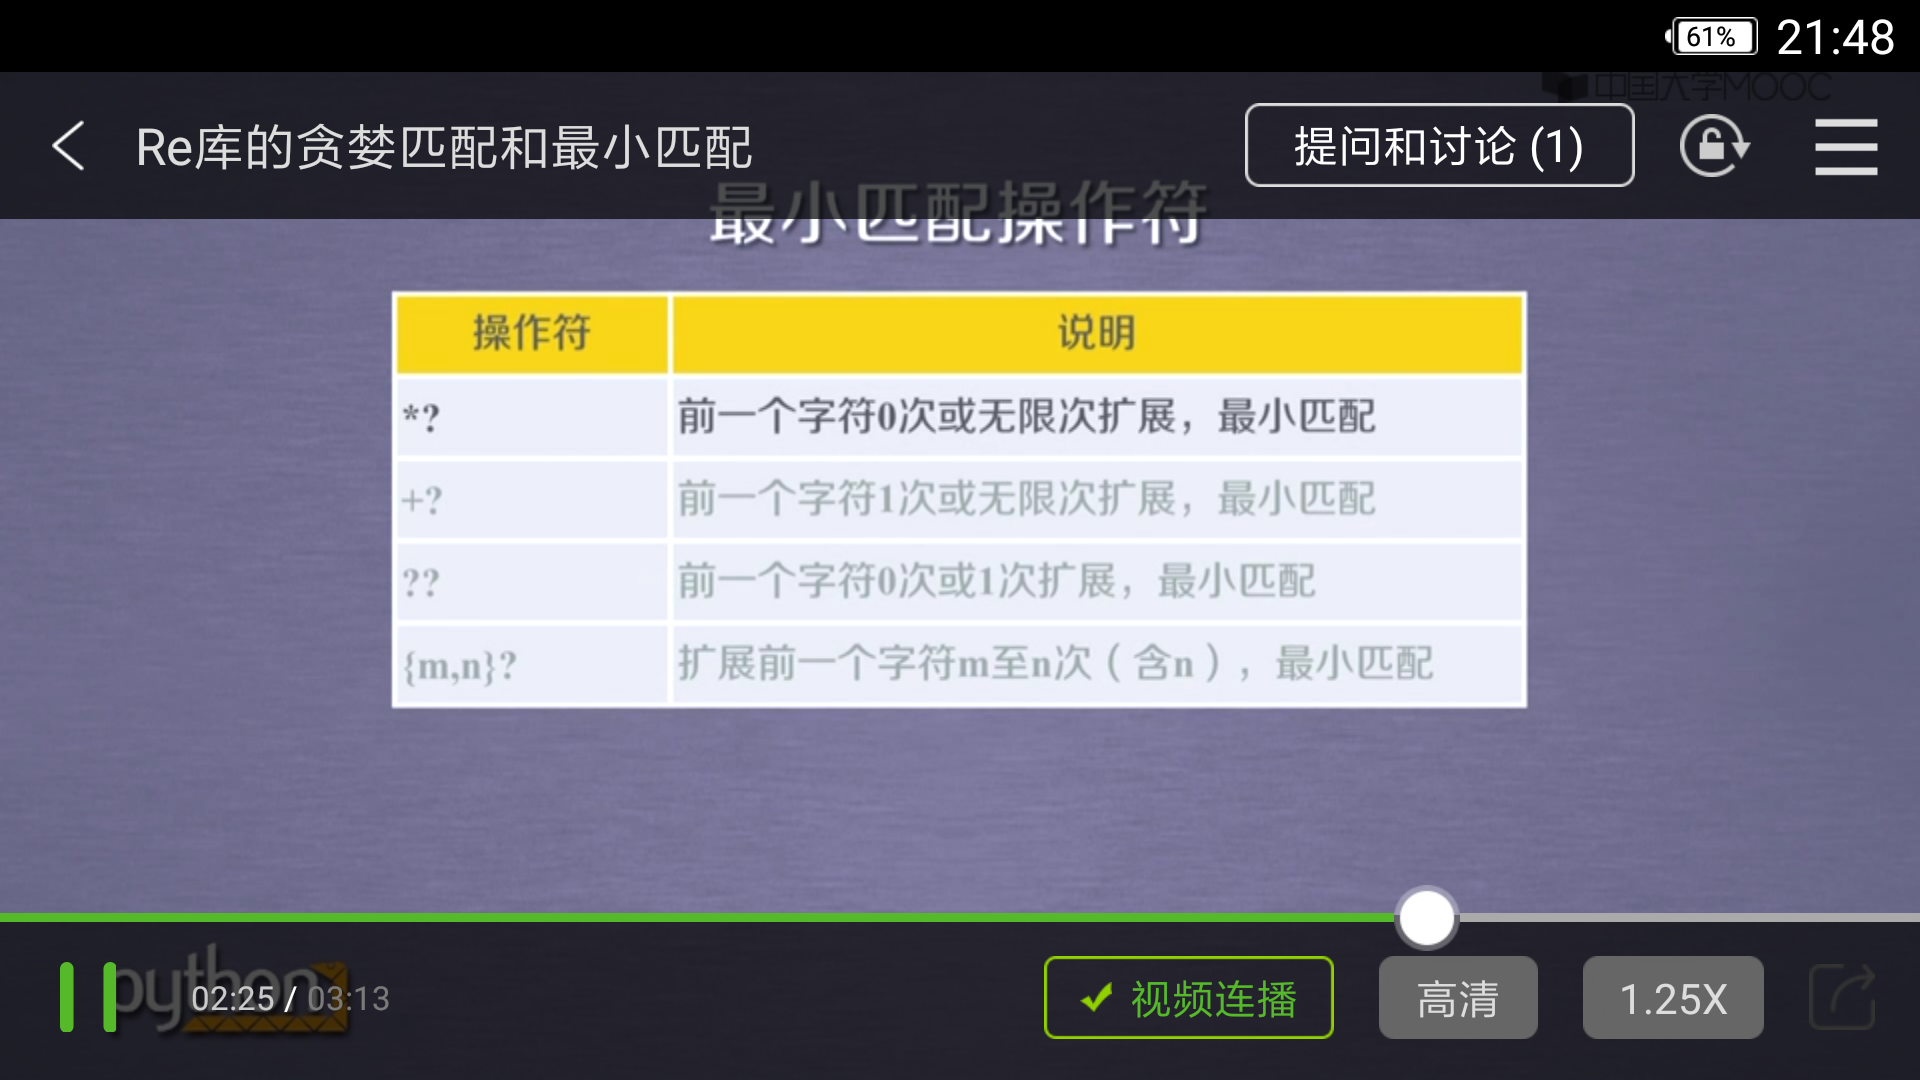 61% 21:48
中国大学MOOC
Re库的贪婪匹配和最小匹配
提问和讨论 (1)
最小匹配操作符
操作符 说明
*? 前一个字符0次或无限次扩展，最小匹配
+? 前一个字符1次或无限次扩展，最小匹配
?? 前一个字符0次或1次扩展，最小匹配
{m,n}? 扩展前一个字符m至n次（含n），最小匹配
python
02:25 / 03:13
视频连播
高清
1.25X